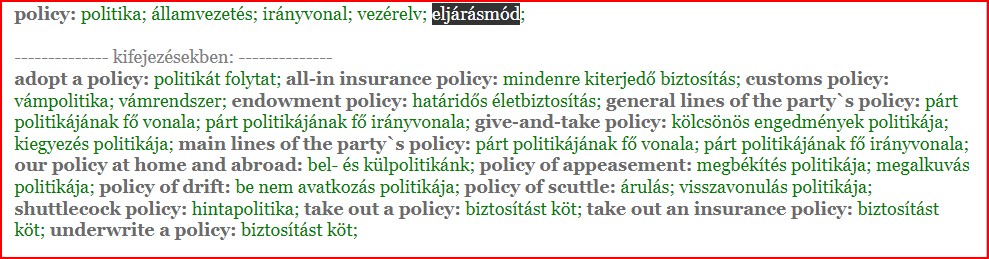 policy: politika; államvezetés; irányvonal; vezérelv; eljárásmód;
-------------- kifejezésekben: --------------
adopt a policy: politikát folytat; all-in insurance policy: mindenre kiterjedő biztosítás; customs policy:
vámpolitika; vámrendszer; endowment policy: határidős életbiztosítás; general lines of the party`s policy: párt
politikájának fő vonala; párt politikájának fő irányvonala; give-and-take policy: kölcsönös engedmények politikája;
kiegyezés politikája; main lines of the party`s policy: párt politikájának fő vonala; párt politikájának fő irányvonala;
our policy at home and abroad: bel- és külpolitikánk; policy of appeasement: megbékítés politikája; megalkuvás
politikája; policy of drift: be nem avatkozás politikája; policy of scuttle: árulás; visszavonulás politikája;
shuttlecock policy: hintapolitika; take out a policy: biztosítást köt; take out an insurance policy: biztosítást
köt; underwrite a policy: biztosítást köt;